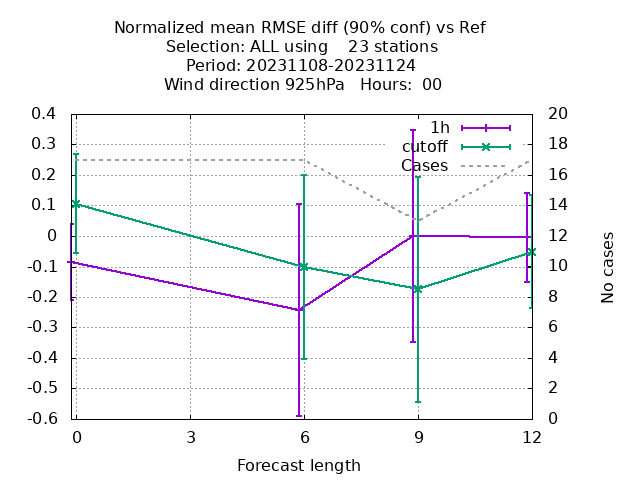 Normalized mean RMSE diff (90% conf) vs Ref
Selection: ALL using    23 stations
Period: 20231108-20231124
Wind direction 925hPa   Hours:  00
0.4
0.3
0.2
0.1
0
-0.1
-0.2
-0.3
-0.4
-0.5
-0.6
1h
cutoff
Cases
20
18
16
14
12
10
8
6
4
2
0
No cases
0 3 6 9 12
Forecast length